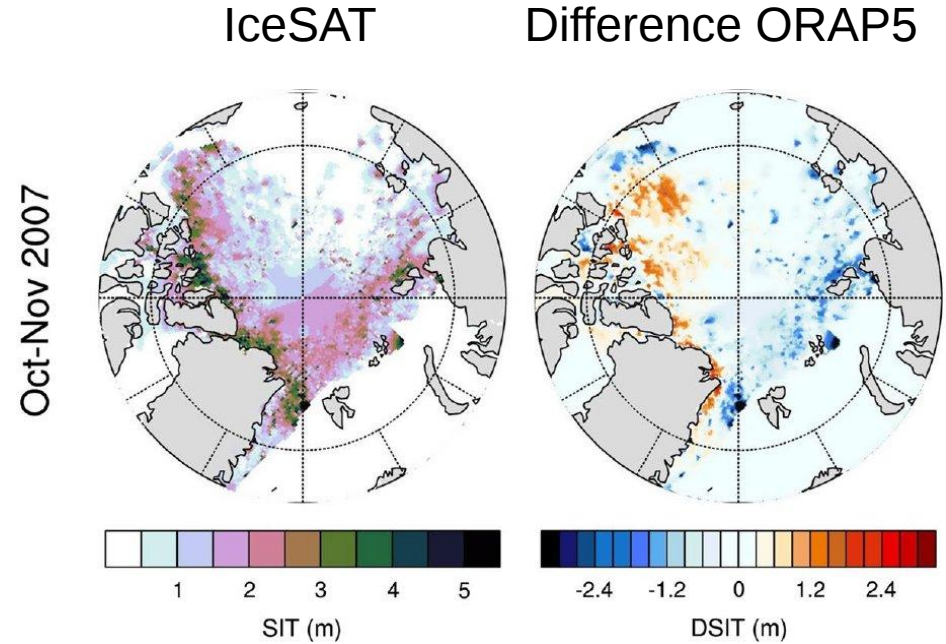 IceSAT
Difference ORAP5
Oct-Nov 2007
1 2 3 4 5
-2.4 -1.2 0 1.2 2.4
SIT (m)
DSIT (m)